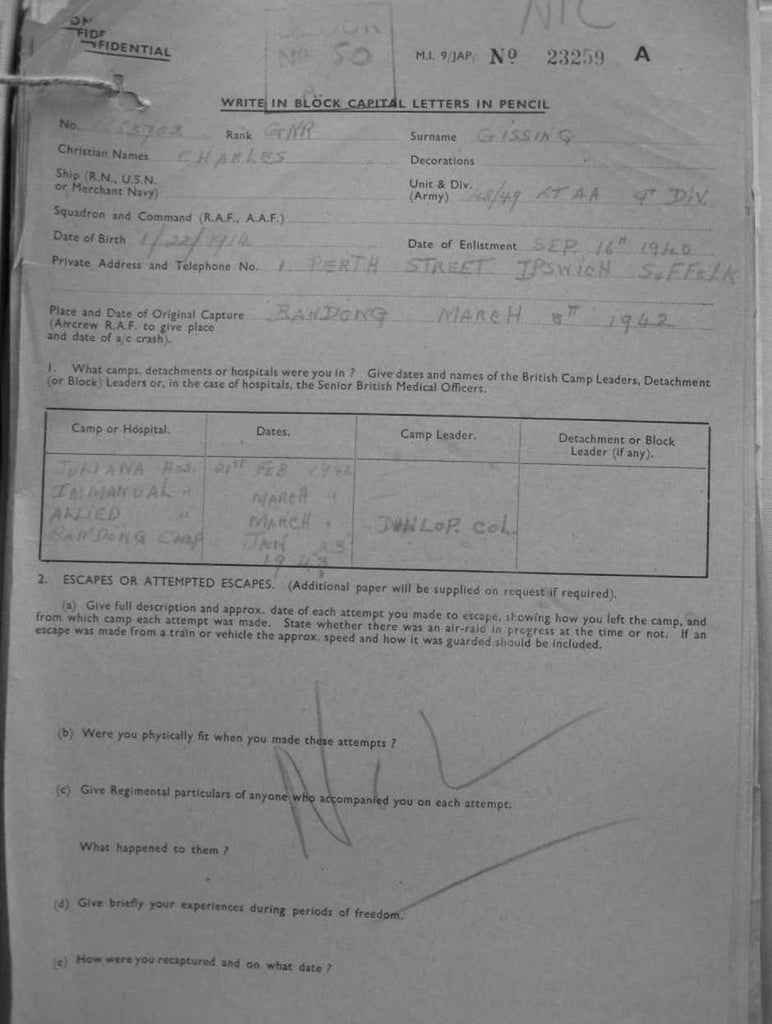 FIDENTIAL
No 50
NIC
M.I. 9/JAP. No 23259 A
WRITE IN BLOCK CAPITAL LETTERS IN PENCIL
No. Rank GNR Surname GISSING
Christian Names CHARLES Decorations
Ship (R.N., U.S.N. or Merchant Navy) Unit & Div. (Army) 48/49 LTAA 9 DIV.
Squadron and Command (R.A.F., A.A.F.)
Date of Birth 1/22/1914 Date of Enlistment SEP. 16th 1940
Private Address and Telephone No. 1 PERTH STREET IPSWICH SUFFOLK
Place and Date of Original Capture BANDONG MARCH 8TH 1942
(Aircrew R.A.F. to give place
and date of a/c crash).
1. What camps, detachments or hospitals were you in ? Give dates and names of the British Camp Leaders, Detachment
(or Block) Leaders or, in the case of hospitals, the Senior British Medical Officers.
Camp or Hospital. Dates. Camp Leader. Detachment or Block Leader (if any).
JULIANA HOS. 21ST FEB 1942
IMMANUAL " MARCH "
ALLIED " MARCH " DUNLOP. COL.
BANDONG CAMP JAN
1943
2. ESCAPES OR ATTEMPTED ESCAPES. (Additional paper will be supplied on request if required).
(a) Give full description and approx. date of each attempt you made to escape, showing how you left the camp, and
from which camp each attempt was made. State whether there was an air-raid in progress at the time or not. If an
escape was made from a train or vehicle the approx. speed and how it was guarded should be included.
(b) Were you physically fit when you made these attempts ?
NIL
(c) Give Regimental particulars of anyone who accompanied you on each attempt.
What happened to them ?
(d) Give briefly your experiences during periods of freedom.
(e) How were you recaptured and on what date ?